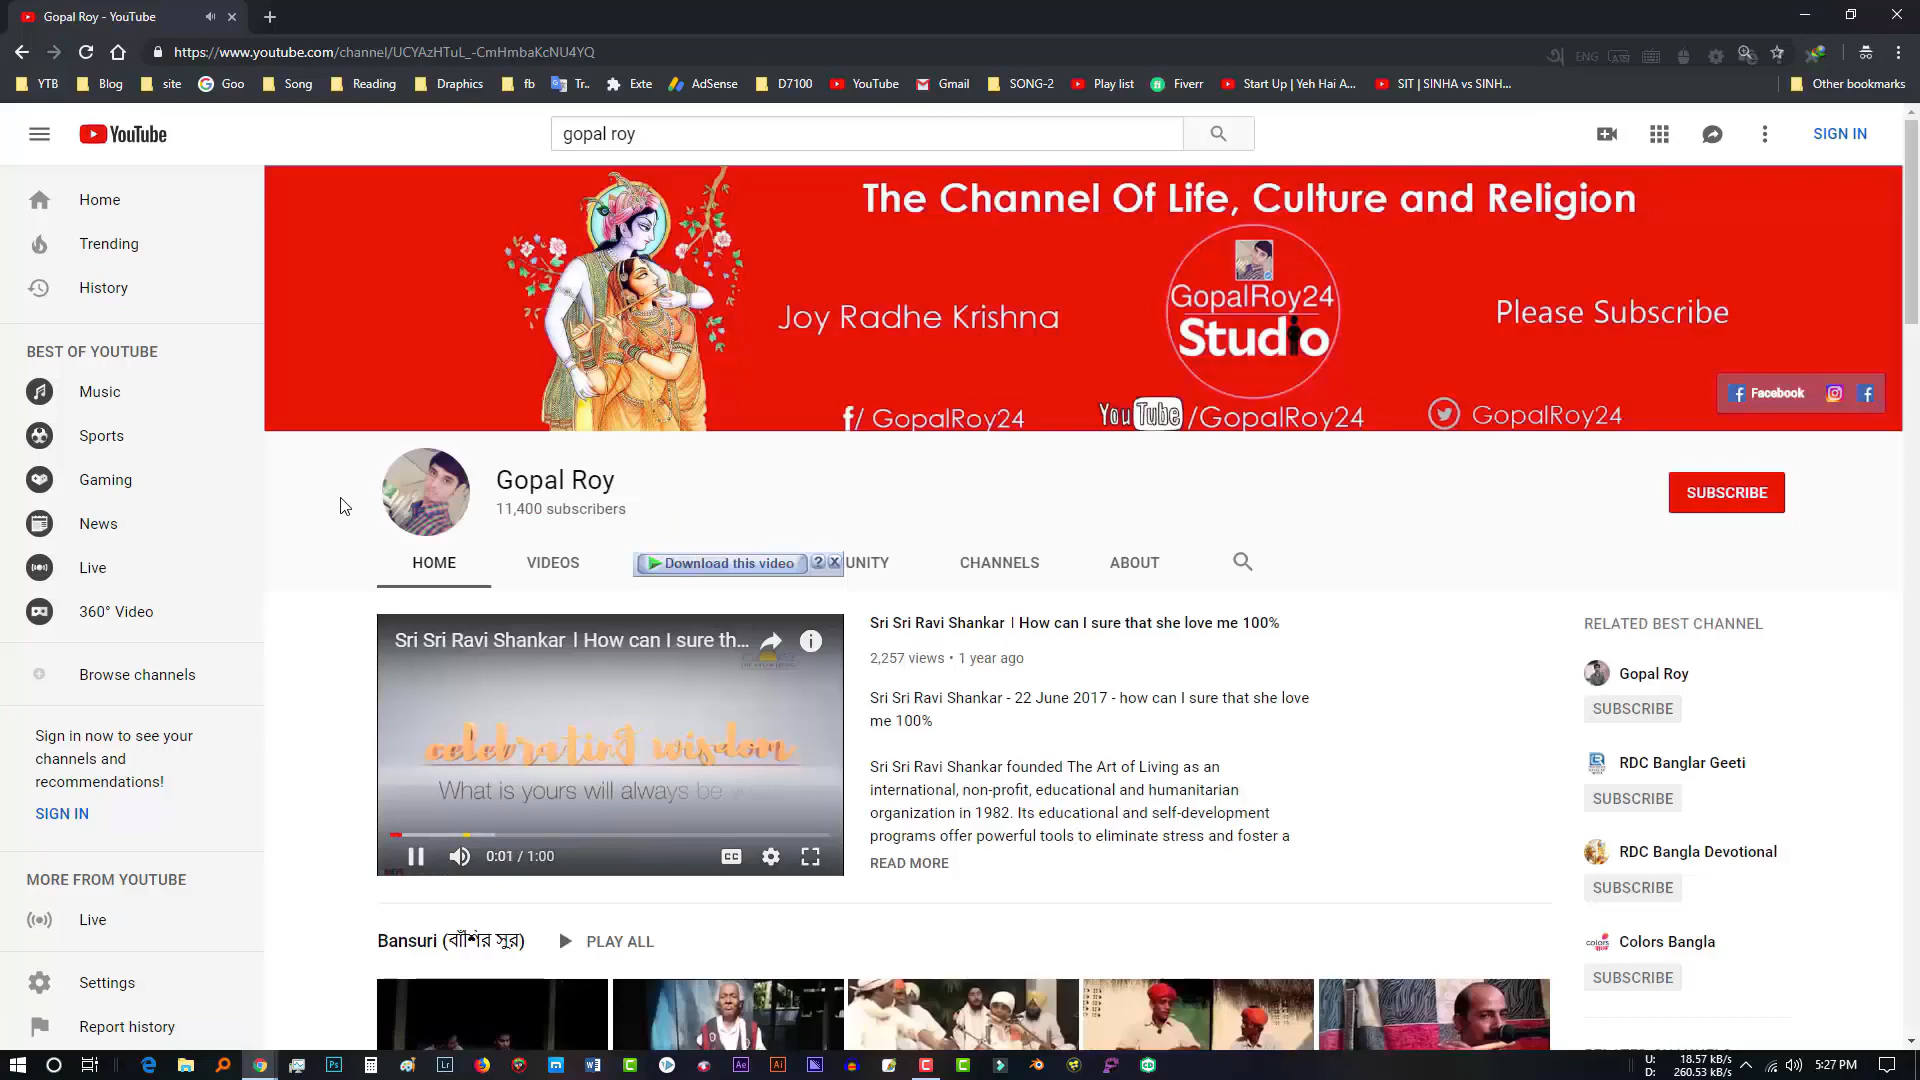 Gopal Roy - YouTube
https://www.youtube.com/channel/UCYAzHTuL_-CmHmbaKcNU4YQ
ENG
YTB
Blog
site
Goo
Song
Reading
Draphics
fb
Tr..
Exte
AdSense
D7100
YouTube
Gmail
SONG-2
Play list
Fiverr
Start Up | Yeh Hai A...
SIT | SINHA vs SINH...
Other bookmarks
YouTube
gopal roy
SIGN IN
Home
Trending
History
BEST OF YOUTUBE
Music
Sports
Gaming
News
Live
360° Video
Browse channels
Sign in now to see your
channels and
recommendations!
SIGN IN
MORE FROM YOUTUBE
Live
Settings
Report history
The Channel Of Life, Culture and Religion
Joy Radhe Krishna
GopalRoy24
Studio
Please Subscribe
f/ GopalRoy24
YouTube /GopalRoy24
GopalRoy24
Facebook
Gopal Roy
11,400 subscribers
SUBSCRIBE
HOME
VIDEOS
Download this video
UNITY
CHANNELS
ABOUT
Sri Sri Ravi Shankar । How can I sure th...
celebrating wisdom
What is yours will always be
0:01 / 1:00
CC
Sri Sri Ravi Shankar । How can I sure that she love me 100%
2,257 views • 1 year ago
Sri Sri Ravi Shankar - 22 June 2017 - how can I sure that she love
me 100%
Sri Sri Ravi Shankar founded The Art of Living as an
international, non-profit, educational and humanitarian
organization in 1982. Its educational and self-development
programs offer powerful tools to eliminate stress and foster a
READ MORE
RELATED BEST CHANNEL
Gopal Roy
SUBSCRIBE
RDC Banglar Geeti
SUBSCRIBE
RDC Bangla Devotional
SUBSCRIBE
Colors Bangla
SUBSCRIBE
Bansuri (বাঁশির সুর)
PLAY ALL
U: 18.57 kB/s
D: 260.53 kB/s
5:27 PM